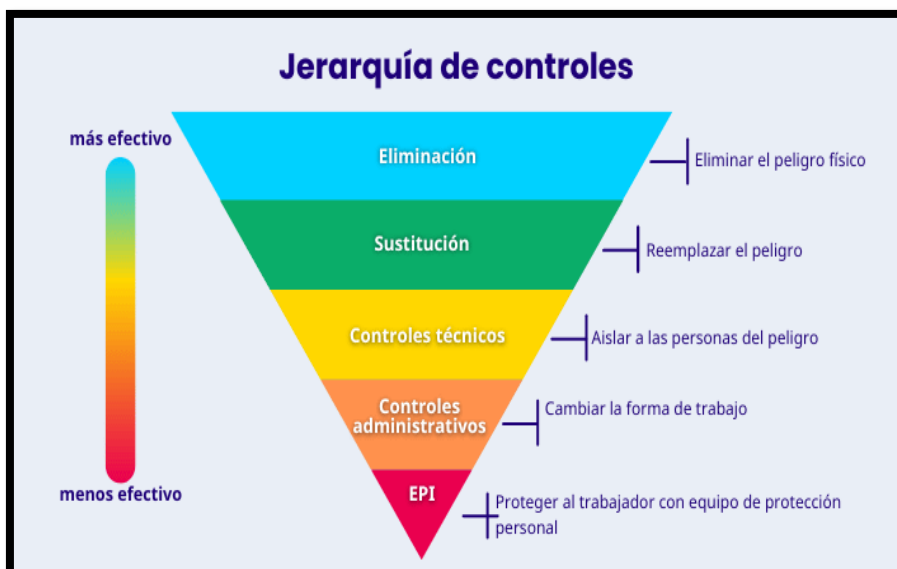 Jerarquía de controles
más efectivo
Eliminación
Eliminar el peligro físico
Sustitución
Reemplazar el peligro
Controles técnicos
Aislar a las personas del peligro
Controles
administrativos
Cambiar la forma de trabajo
menos efectivo
EPI
Proteger al trabajador con equipo de protección
personal